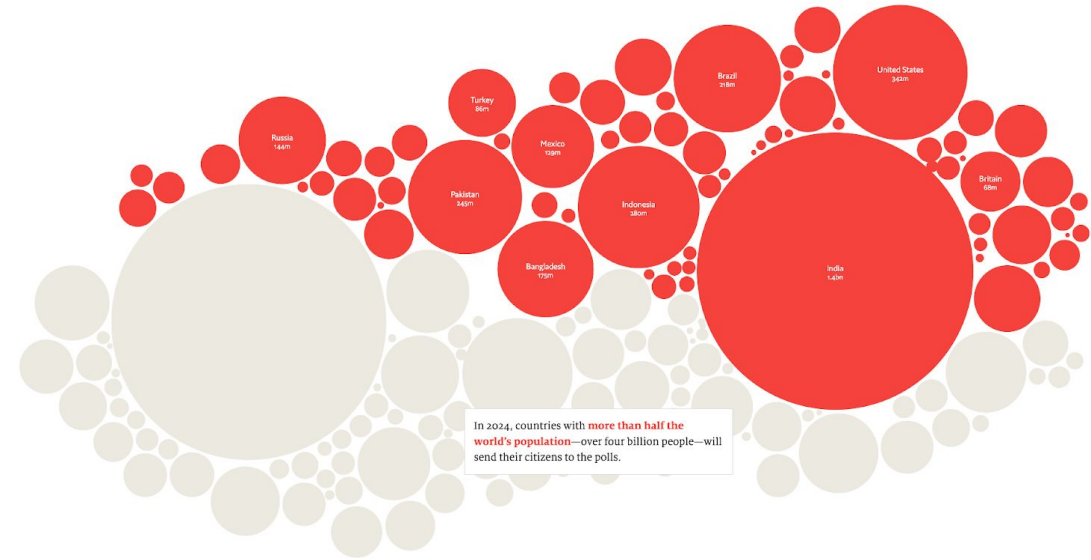 United States
342m
Brazil
218m
Turkey
86m
Russia
144m
Mexico
129m
Britain
68m
Pakistan
245m
Indonesia
280m
Bangladesh
175m
India
1.4bn
In 2024, countries with more than half the
world's population—over four billion people—will
send their citizens to the polls.